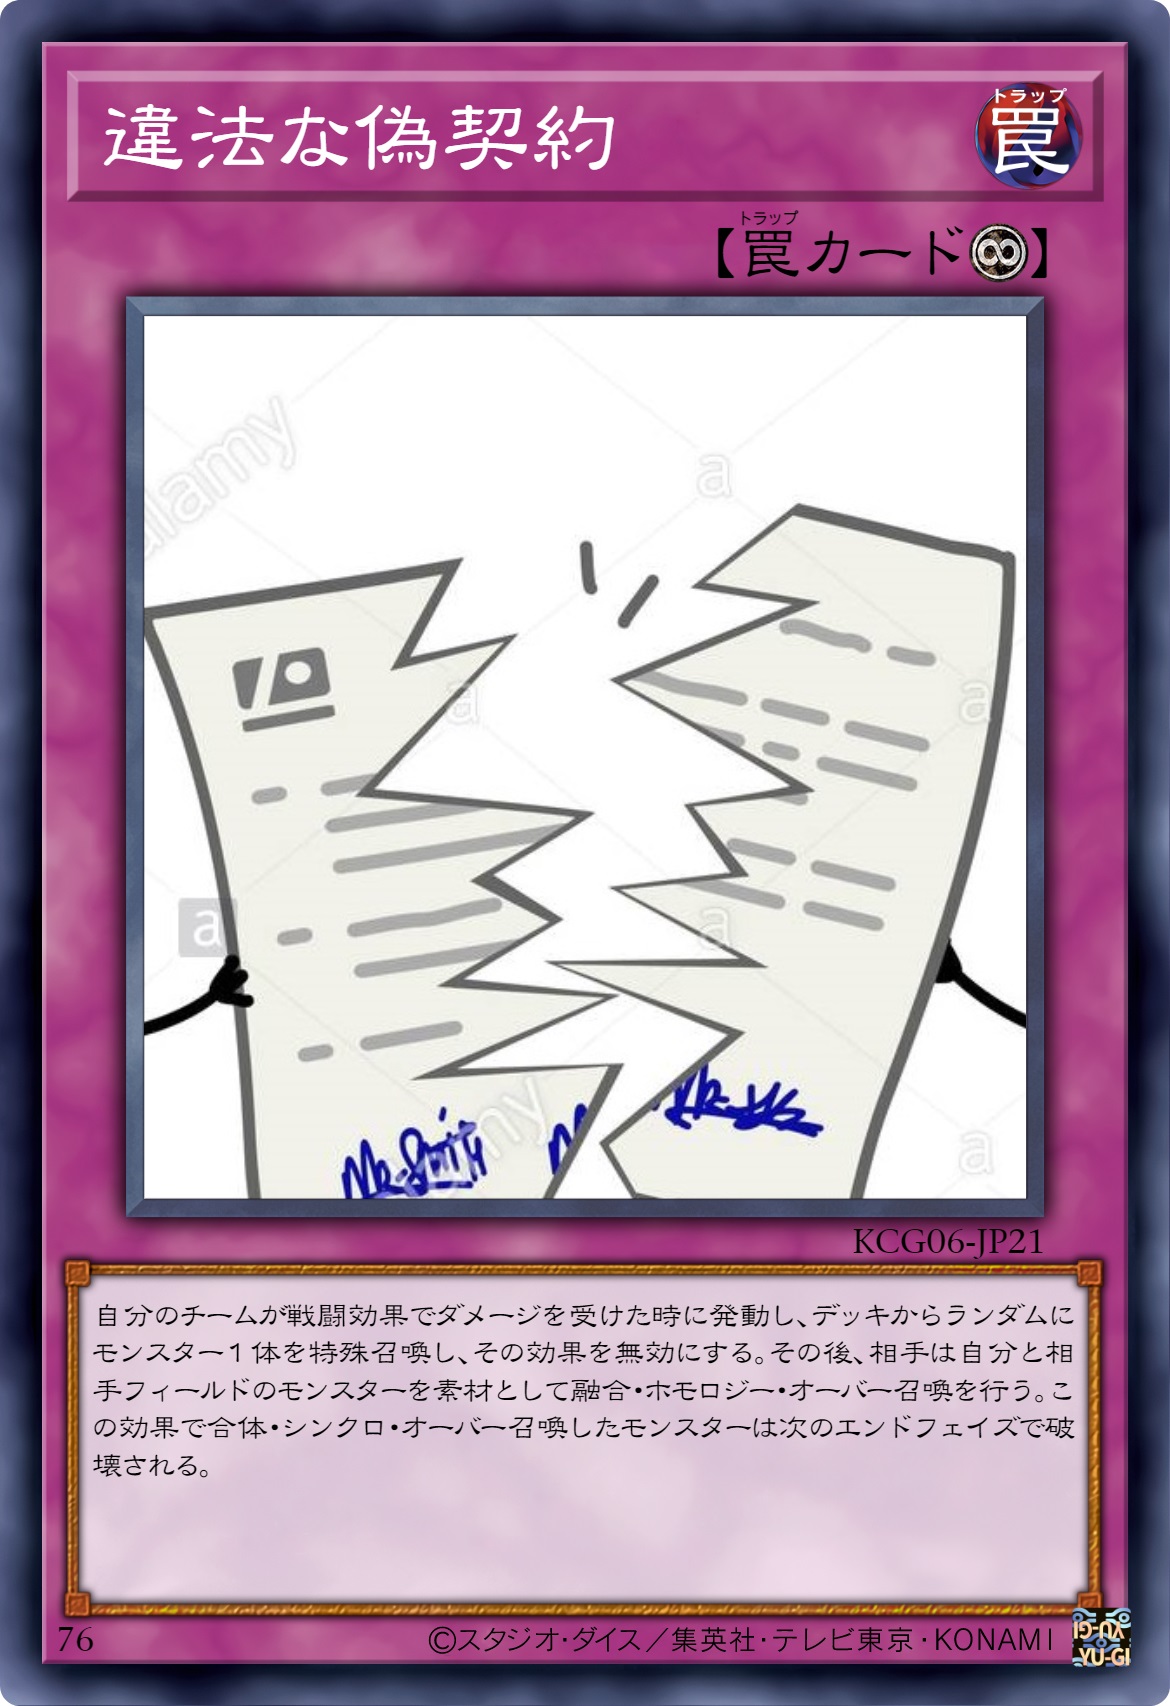 違法な偽契約
トラップ
罠
トラップ
【罠カード】
alamy
a
a
a
a
a
alamy
a
Mr. Smith
KCG06-JP21
自分のチームが戦闘効果でダメージを受けた時に発動し、デッキからランダムに
モンスター1体を特殊召喚し、その効果を無効にする。その後、相手は自分と相
手フィールドのモンスターを素材として融合・ホモロジー・オーバー召喚を行う。こ
の効果で合体・シンクロ・オーバー召喚したモンスターは次のエンドフェイズで破
壊される。
76
©スタジオ・ダイス／集英社・テレビ東京・KONAMI
YU-GI
YU-GI